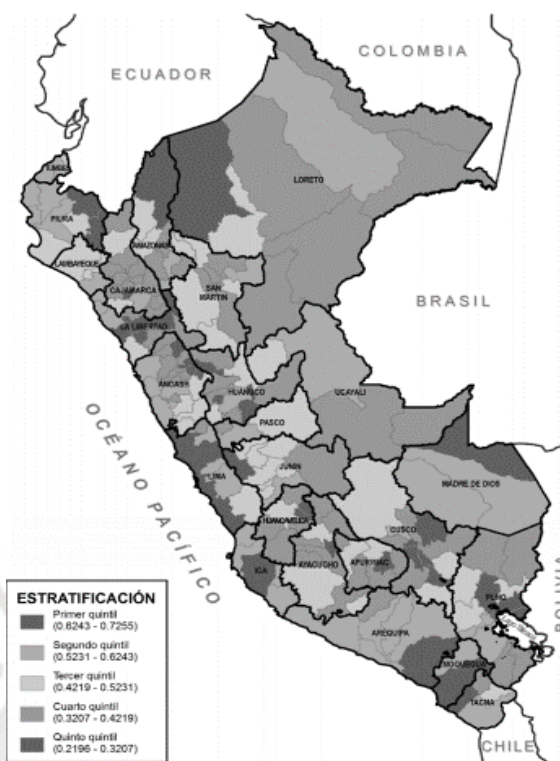 COLOMBIA
ECUADOR
LORETO
TUMBES
PIURA
AMAZONAS
LAMBAYEQUE
CAJAMARCA
SAN
MARTIN
BRASIL
LA LIBERTAD
ANCASH
HUÁNUCO
UCAYALI
PASCO
OCÉANO PACÍFICO
JUNIN
LIMA
MADRE DE DIOS
HUANCAVELICA
CUSCO
AYACUCHO
APURIMAC
ICA
PUNO
BOLIVIA
AREQUIPA
MOQUEGUA
TACNA
CHILE
ESTRATIFICACIÓN
Primer quintil
(0.6243 - 0.7255)
Segundo quintil
(0.5231 - 0.6243)
Tercer quintil
(0.4219 - 0.5231)
Cuarto quintil
(0.3207 - 0.4219)
Quinto quintil
(0.2196 - 0.3207)